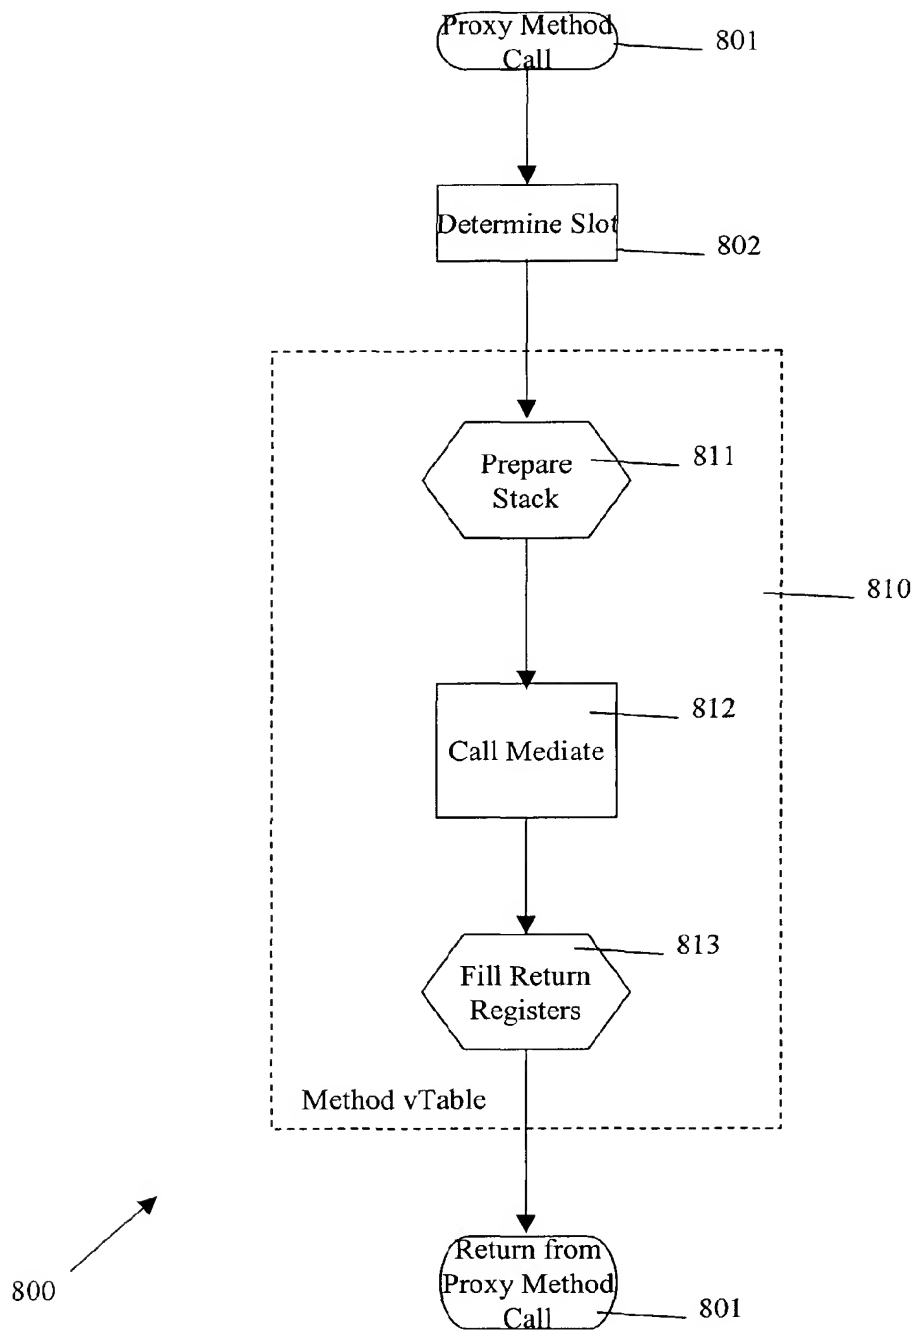 Proxy Method
Call
801
Determine Slot
802
Prepare
Stack
811
810
Call Mediate
812
Fill Return
Registers
813
Method vTable
800
Return from
Proxy Method
Call
801